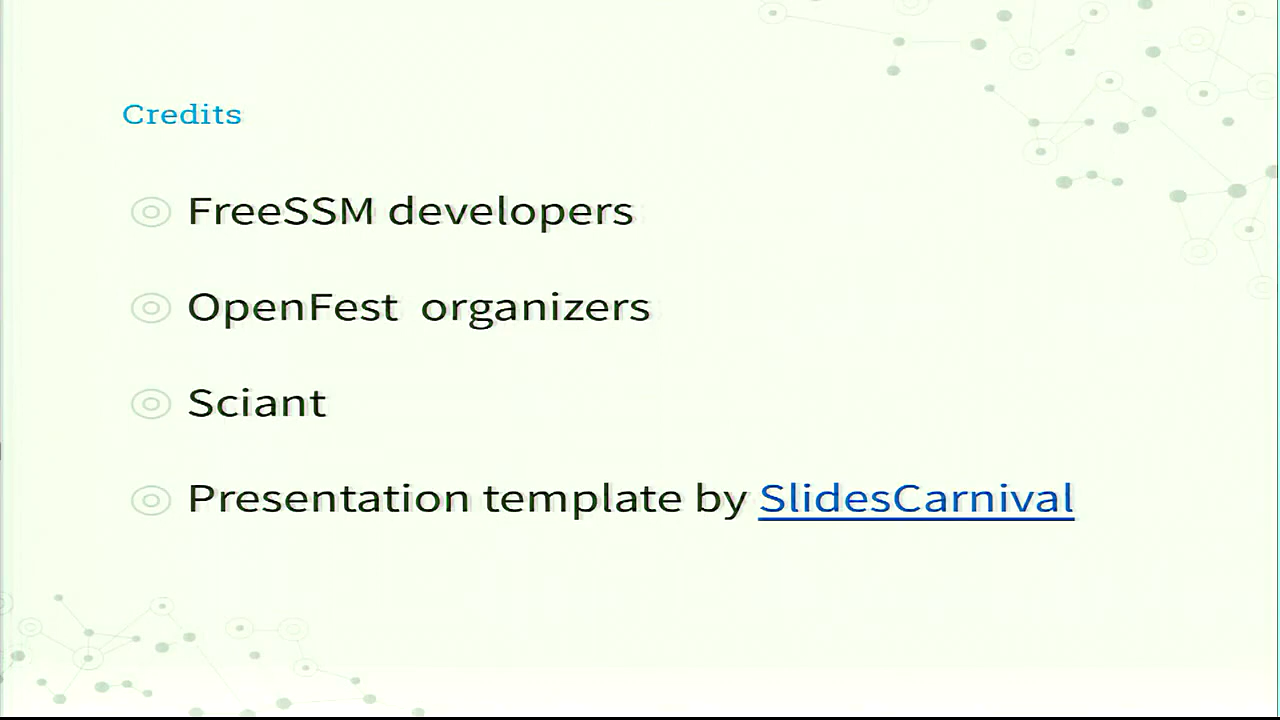 Credits
FreeSSM developers
OpenFest organizers
Sciant
Presentation template by SlidesCarnival